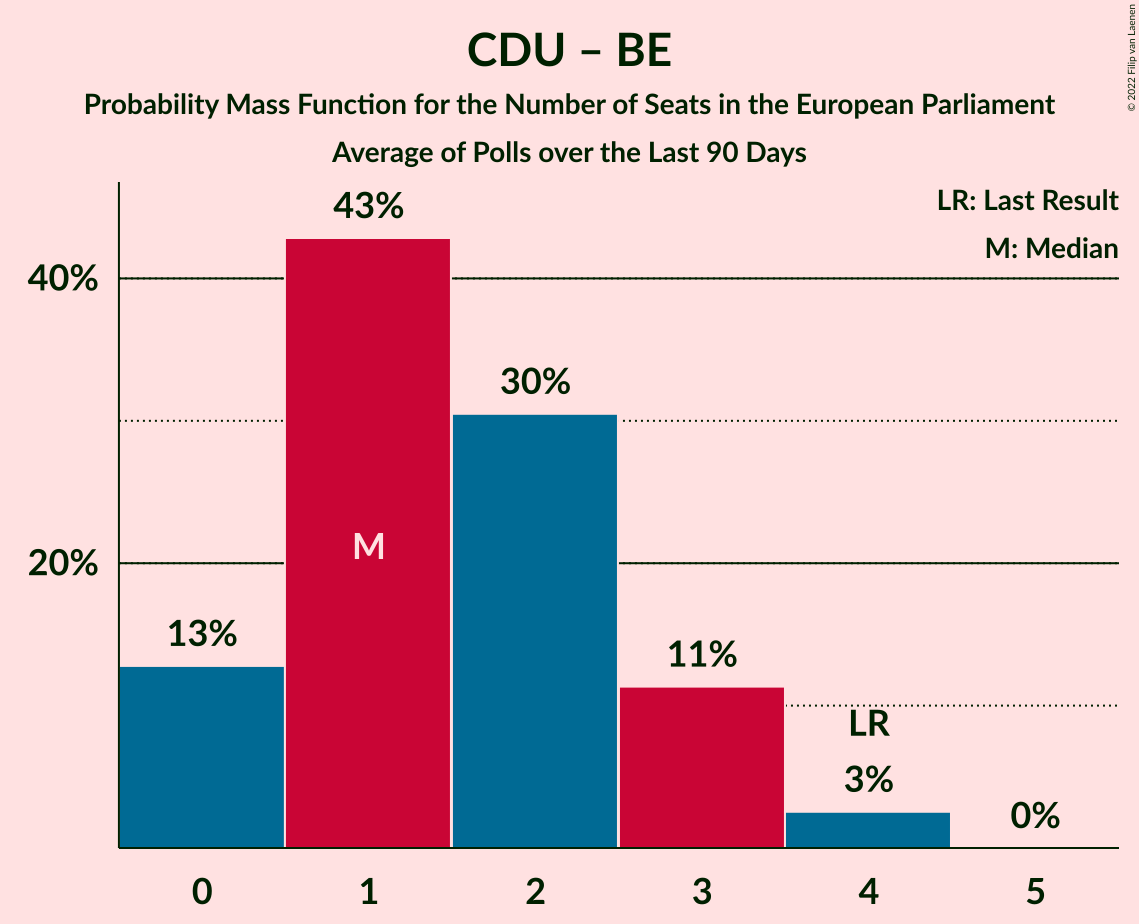 CDU – BE
Probability Mass Function for the Number of Seats in the European Parliament
Average of Polls over the Last 90 Days
© 2022 Filip van Laenen
LR: Last Result
M: Median
43%
40%
30%
M
20%
13%
11%
LR
3%
0%
0 1 2 3 4 5